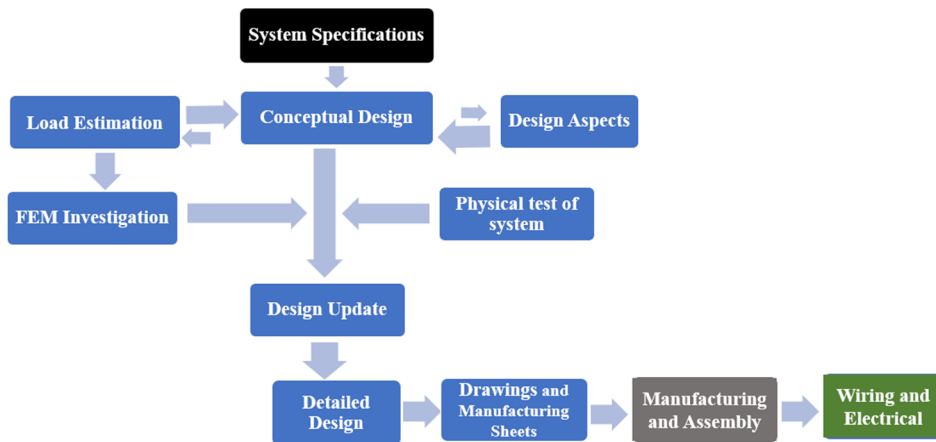 System Specifications
Load Estimation
Conceptual Design
Design Aspects
FEM Investigation
Physical test of
system
Design Update
Detailed
Design
Drawings and
Manufacturing
Sheets
Manufacturing
and Assembly
Wiring and
Electrical